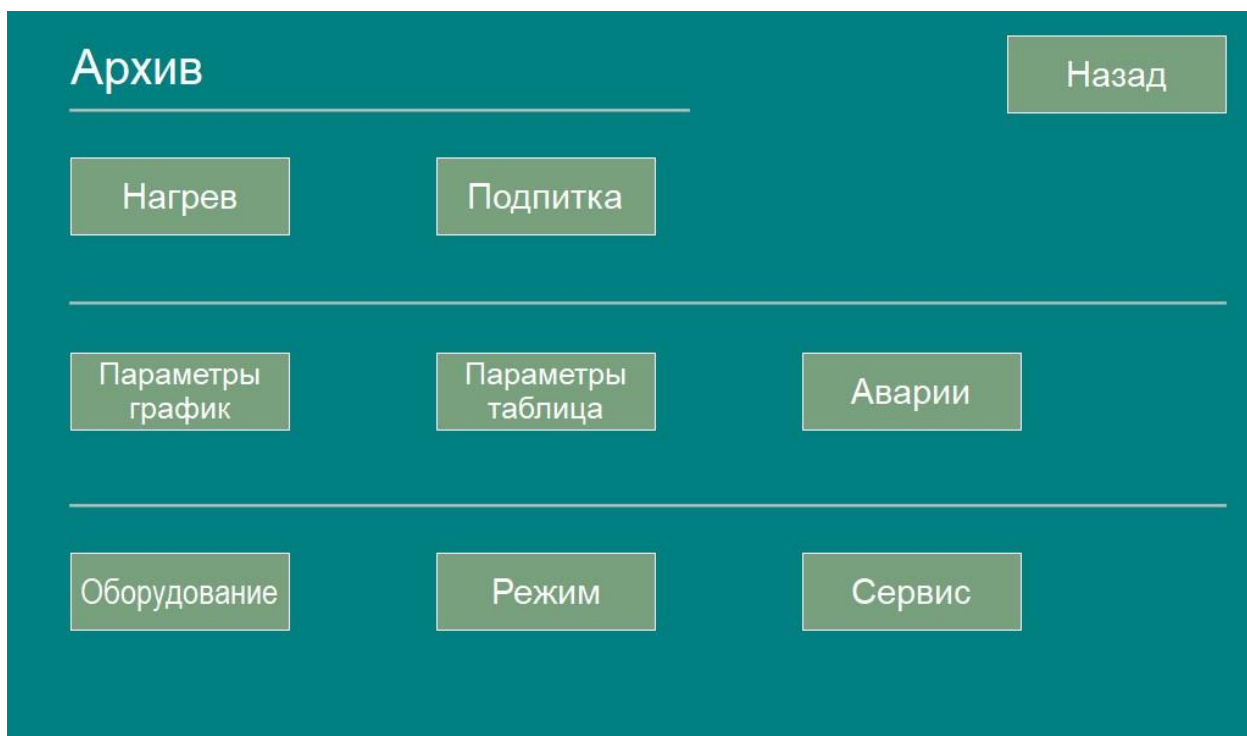 Архив
Назад
Нагрев
Подпитка
Параметры
график
Параметры
таблица
Аварии
Оборудование
Режим
Сервис